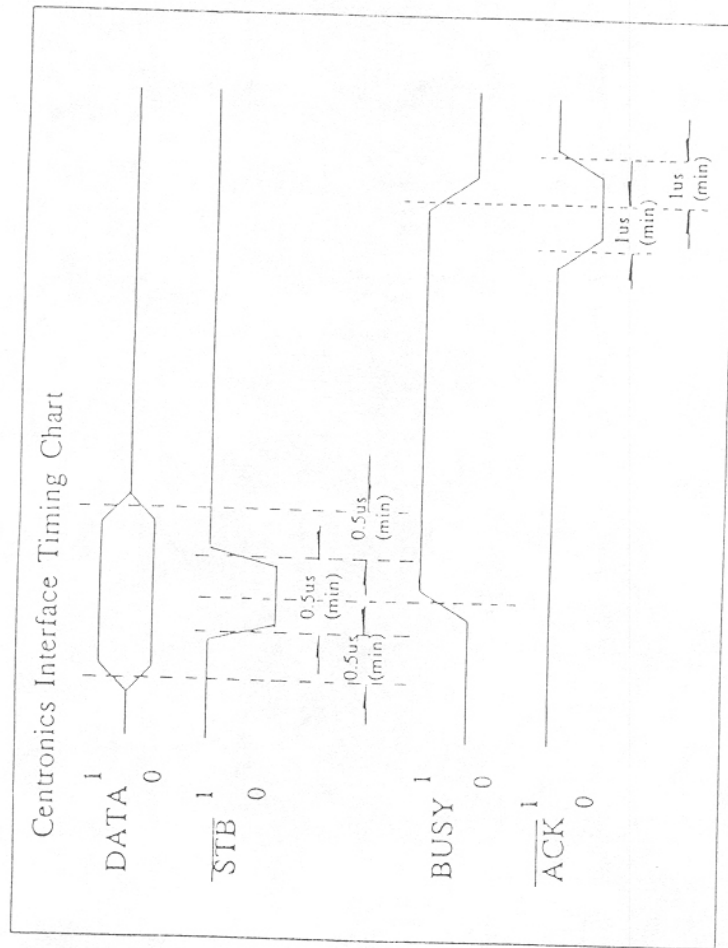 Centronics Interface Timing Chart
DATA 1
0
STB 1
0
0.5us
(min)
0.5us
(min)
0.5us
(min)
BUSY 1
0
ACK 1
0
1us
(min)
1us
(min)